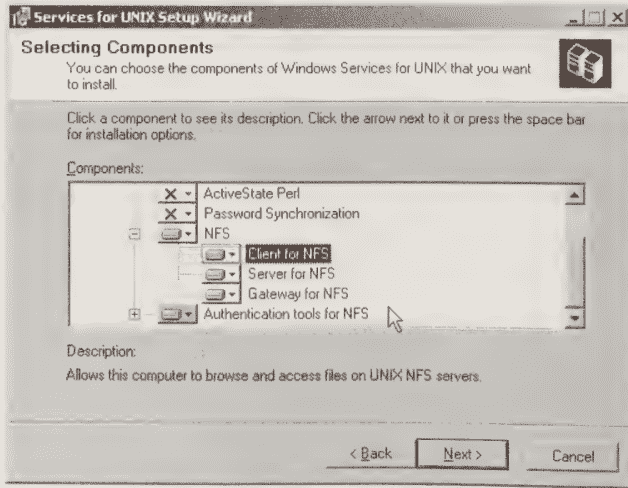 Services for UNIX Setup Wizard
Selecting Components
You can choose the components of Windows Services for UNIX that you want
to install.
Click a component to see its description. Click the arrow next to it or press the space bar
for installation options.
Components:
ActiveState Perl
Password Synchronization
NFS
Client for NFS
Server for NFS
Gateway for NFS
Authentication tools for NFS
Description:
Allows this computer to browse and access files on UNIX NFS servers.
< Back
Next >
Cancel